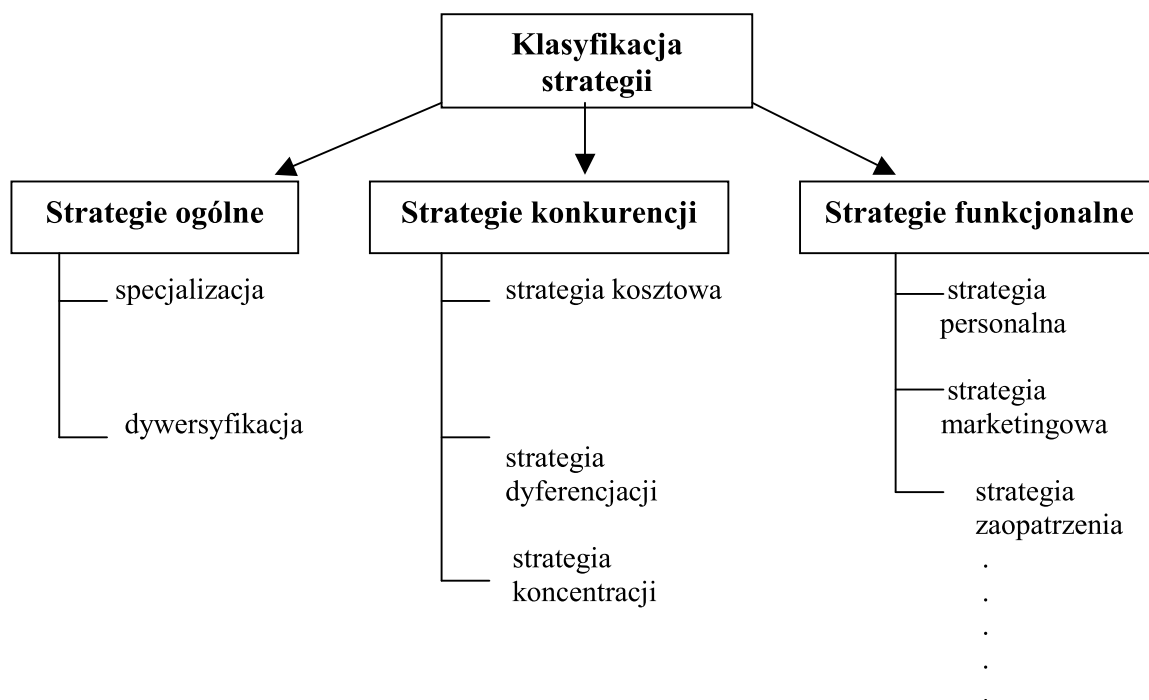 Klasyfikacja
strategii
Strategie ogólne
specjalizacja
dywersyfikacja
Strategie konkurencji
strategia kosztowa
strategia
dyferencjacji
strategia
koncentracji
Strategie funkcjonalne
strategia
personalna
strategia
marketingowa
strategia
zaopatrzenia
.
.
.
.
.